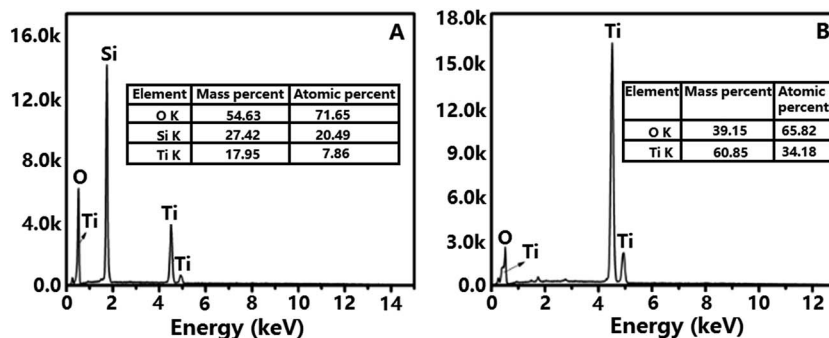 A
16.0k
12.0k
8.0k
4.0k
0.0
Si
O
Ti
Ti
Ti
Element Mass percent Atomic percent
O K 54.63 71.65
Si K 27.42 20.49
Ti K 17.95 7.86
0 2 4 6 8 10 12 14
Energy (keV)
B
18.0k
15.0k
12.0k
9.0k
6.0k
3.0k
0.0
Ti
O
Ti
Ti
Element Mass percent Atomic percent
O K 39.15 65.82
Ti K 60.85 34.18
0 2 4 6 8 10 12
Energy (keV)